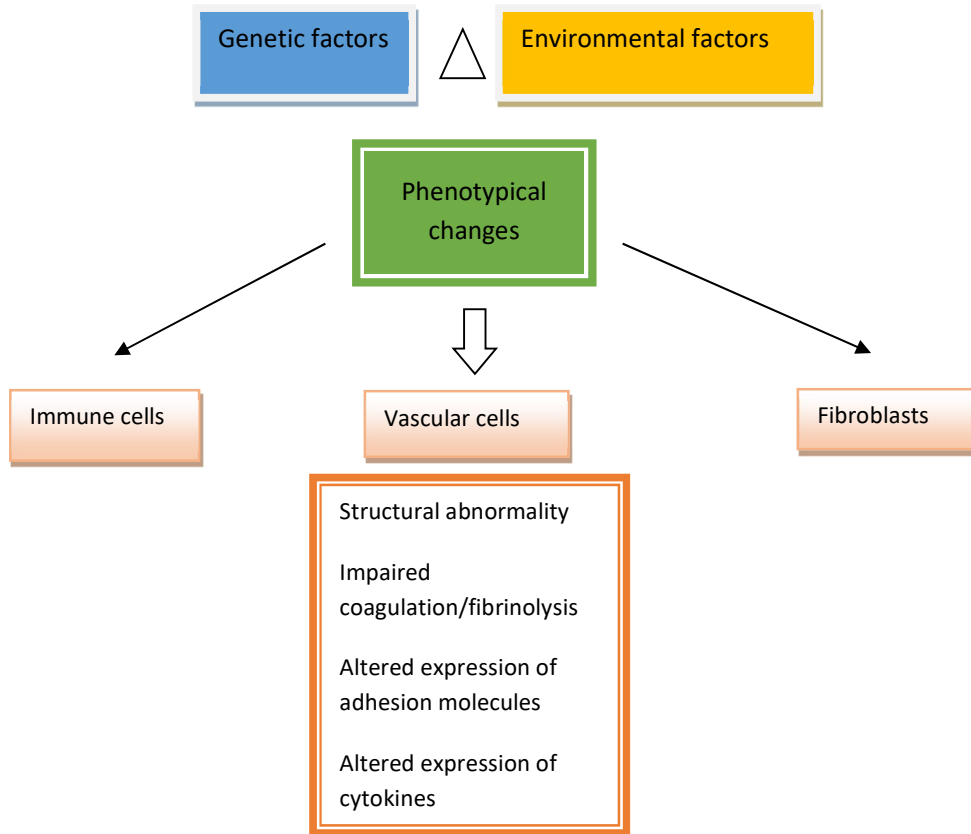 Genetic factors
Environmental factors
Phenotypical
changes
Immune cells
Vascular cells
Fibroblasts
Structural abnormality
Impaired
coagulation/fibrinolysis
Altered expression of
adhesion molecules
Altered expression of
cytokines